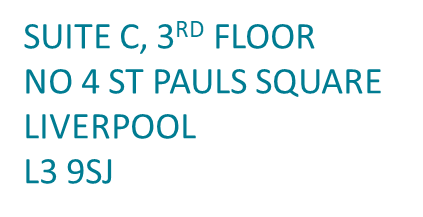 SUITE C, 3RD FLOOR
NO 4 ST PAULS SQUARE
LIVERPOOL
L3 9SJ